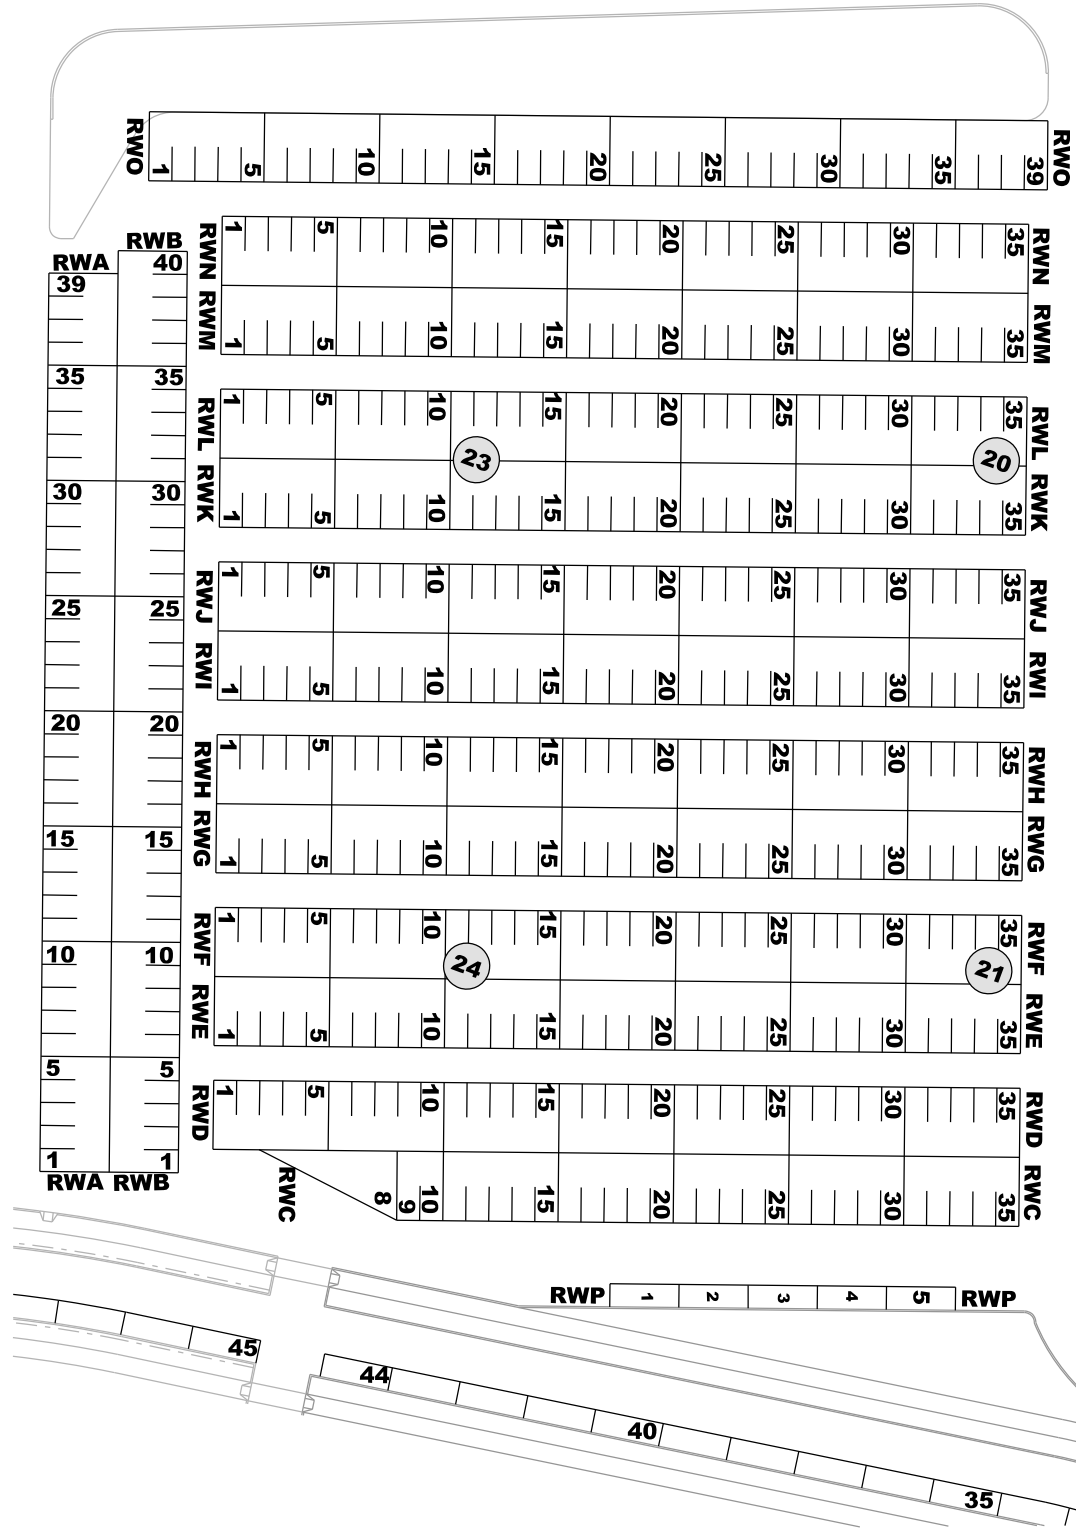 RWO 1 5 10 15 20 25 30 35 39 RWO
RWN 1 5 10 15 20 25 30 35 RWN
RWM 1 5 10 15 20 25 30 35 RWM
RWL 1 5 10 15 20 25 30 35 RWL
23 20
RWK 1 5 10 15 20 25 30 35 RWK
RWJ 1 5 10 15 20 25 30 35 RWJ
RWI 1 5 10 15 20 25 30 35 RWI
RWH 1 5 10 15 20 25 30 35 RWH
RWG 1 5 10 15 20 25 30 35 RWG
RWF 1 5 10 15 20 25 30 35 RWF
24 21
RWE 1 5 10 15 20 25 30 35 RWE
RWD 1 5 10 15 20 25 30 35 RWD
RWC 8 9 10 15 20 25 30 35 RWC
RWA RWB
39 40
35 35
30 30
25 25
20 20
15 15
10 10
5 5
1 1
RWA RWB
RWP 1 2 3 4 5 RWP
45
44
40
35